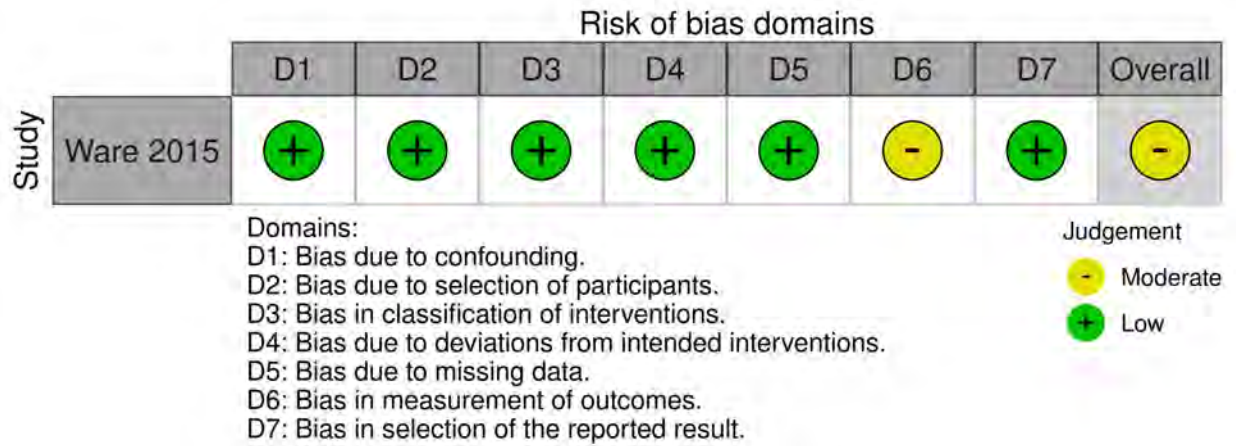 Risk of bias domains
D1 D2 D3 D4 D5 D6 D7 Overall
Study
Ware 2015 + + + + + - + -
Domains:
D1: Bias due to confounding.
D2: Bias due to selection of participants.
D3: Bias in classification of interventions.
D4: Bias due to deviations from intended interventions.
D5: Bias due to missing data.
D6: Bias in measurement of outcomes.
D7: Bias in selection of the reported result.
Judgement
- Moderate
+ Low